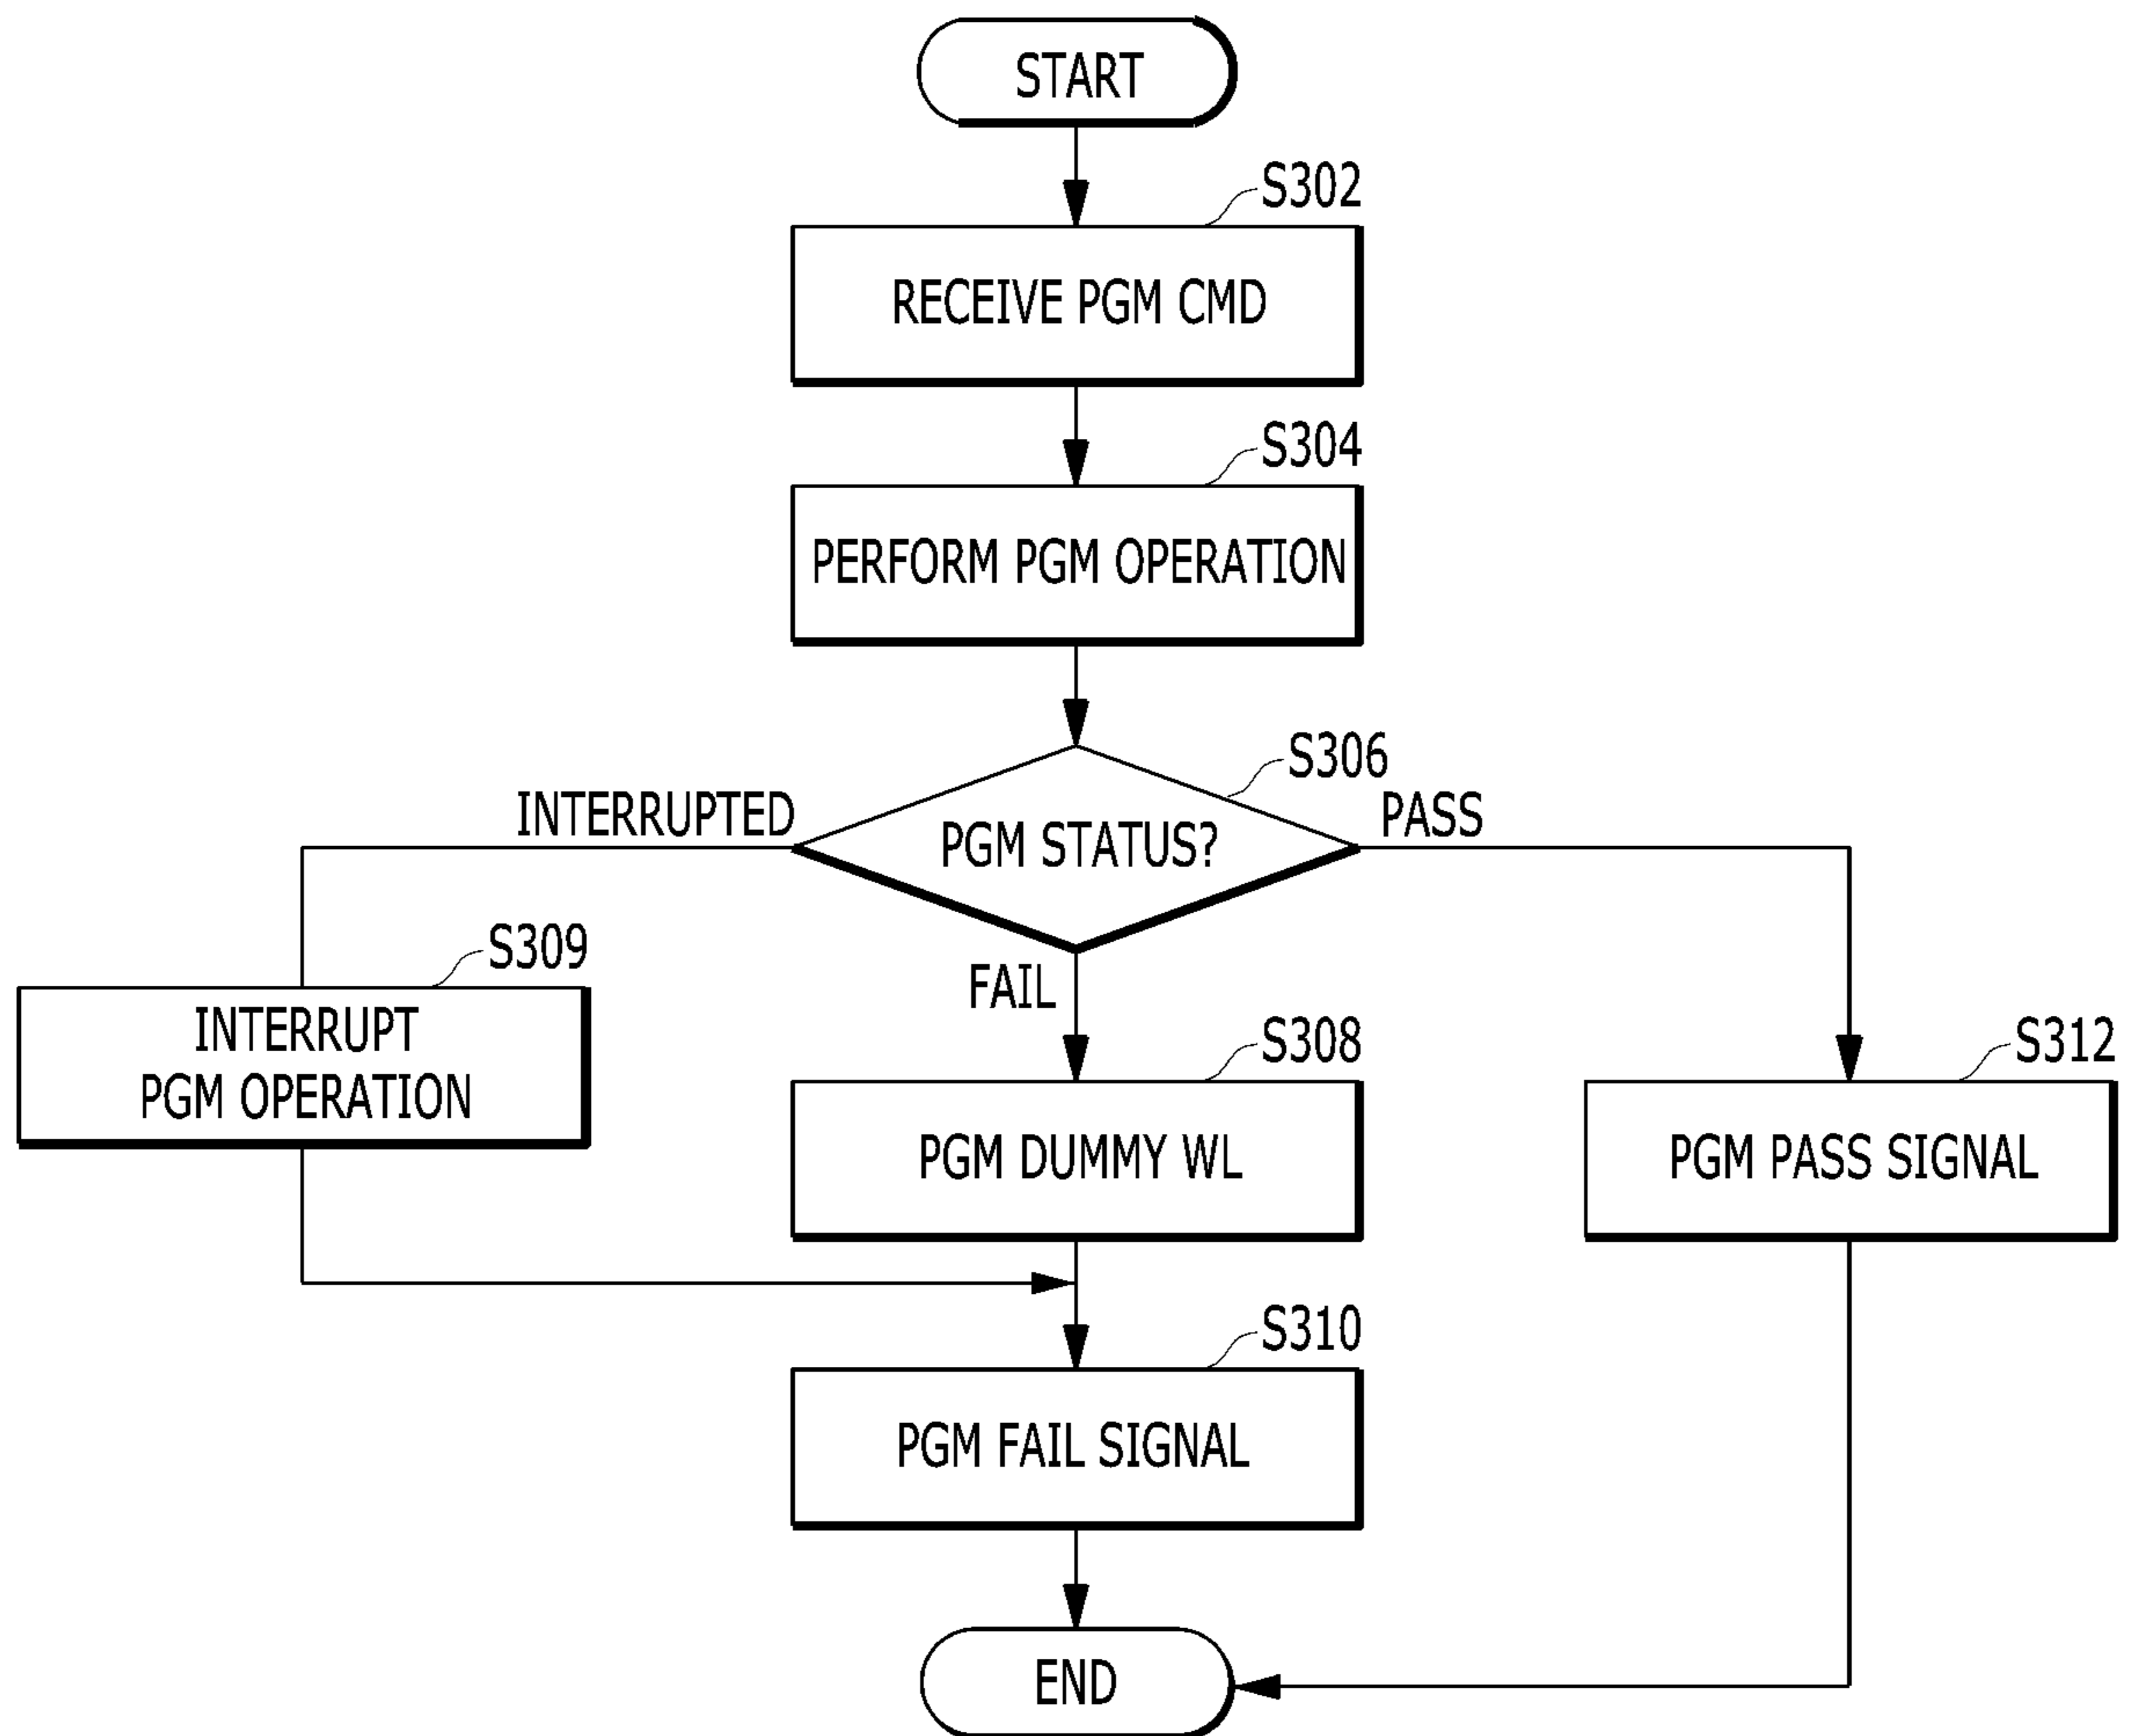 START
S302
RECEIVE PGM CMD
S304
PERFORM PGM OPERATION
S306
INTERRUPTED
PGM STATUS?
PASS
S309
INTERRUPT
PGM OPERATION
FAIL
S308
PGM DUMMY WL
S312
PGM PASS SIGNAL
S310
PGM FAIL SIGNAL
END